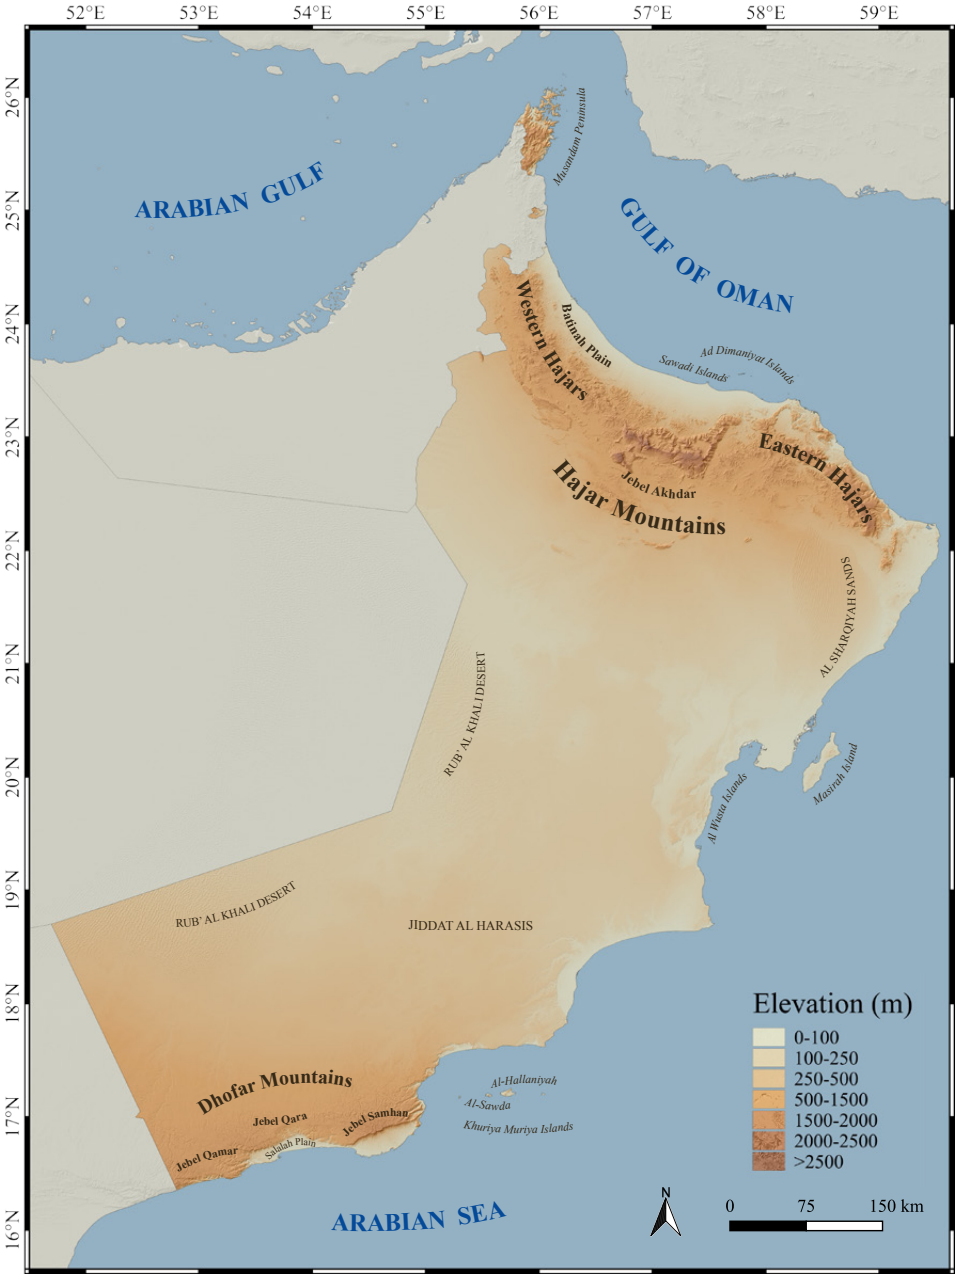 52°E 53°E 54°E 55°E 56°E 57°E 58°E 59°E
26°N
25°N
24°N
23°N
22°N
21°N
20°N
19°N
18°N
17°N
16°N
Musandam Peninsula
ARABIAN GULF
GULF OF OMAN
Western Hajars
Batinah Plain
Ad Dimaniyat Islands
Sawadi Islands
Eastern Hajars
Jebel Akhdar
Hajar Mountains
AL SHARQIYAH SANDS
RUB' AL KHALI DESERT
Masirah Island
Al Wusta Islands
RUB' AL KHALI DESERT
JIDDAT AL HARASIS
Dhofar Mountains
Jebel Qara
Jebel Samhan
Jebel Qamar
Salalah Plain
Al-Hallaniyah
Al-Sawda
Khuriya Muriya Islands
ARABIAN SEA
Elevation (m)
0-100
100-250
250-500
500-1500
1500-2000
2000-2500
>2500
N
0 75 150 km